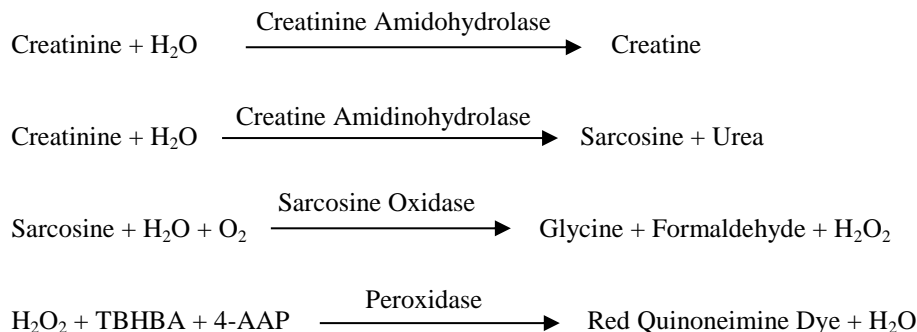 Creatinine Amidohydrolase
Creatinine + H₂O Creatine
Creatine Amidinohydrolase
Creatinine + H₂O Sarcosine + Urea
Sarcosine Oxidase
Sarcosine + H₂O + O₂ Glycine + Formaldehyde + H₂O₂
Peroxidase
H₂O₂ + TBHBA + 4-AAP Red Quinoneimine Dye + H₂O